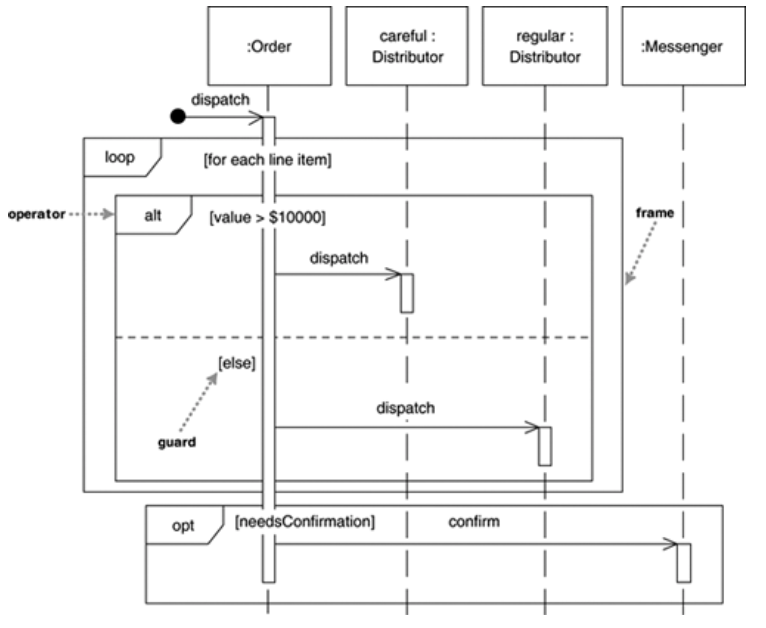 :Order
careful :
Distributor
regular :
Distributor
:Messenger
dispatch
loop
[for each line item]
operator
alt
[value > $10000]
frame
dispatch
[else]
dispatch
guard
opt
[needsConfirmation]
confirm